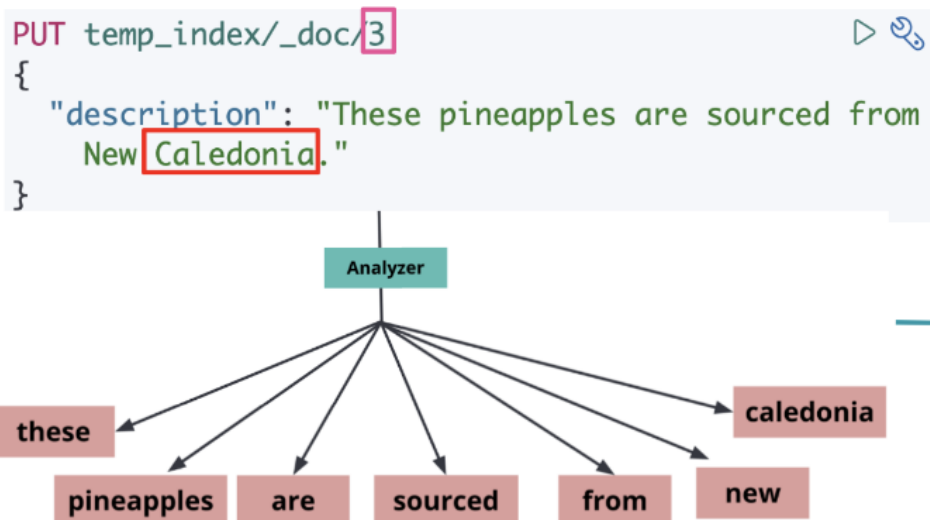 PUT temp_index/_doc/3
{
"description": "These pineapples are sourced from
New Caledonia."
}
Analyzer
these
pineapples
are
sourced
from
new
caledonia